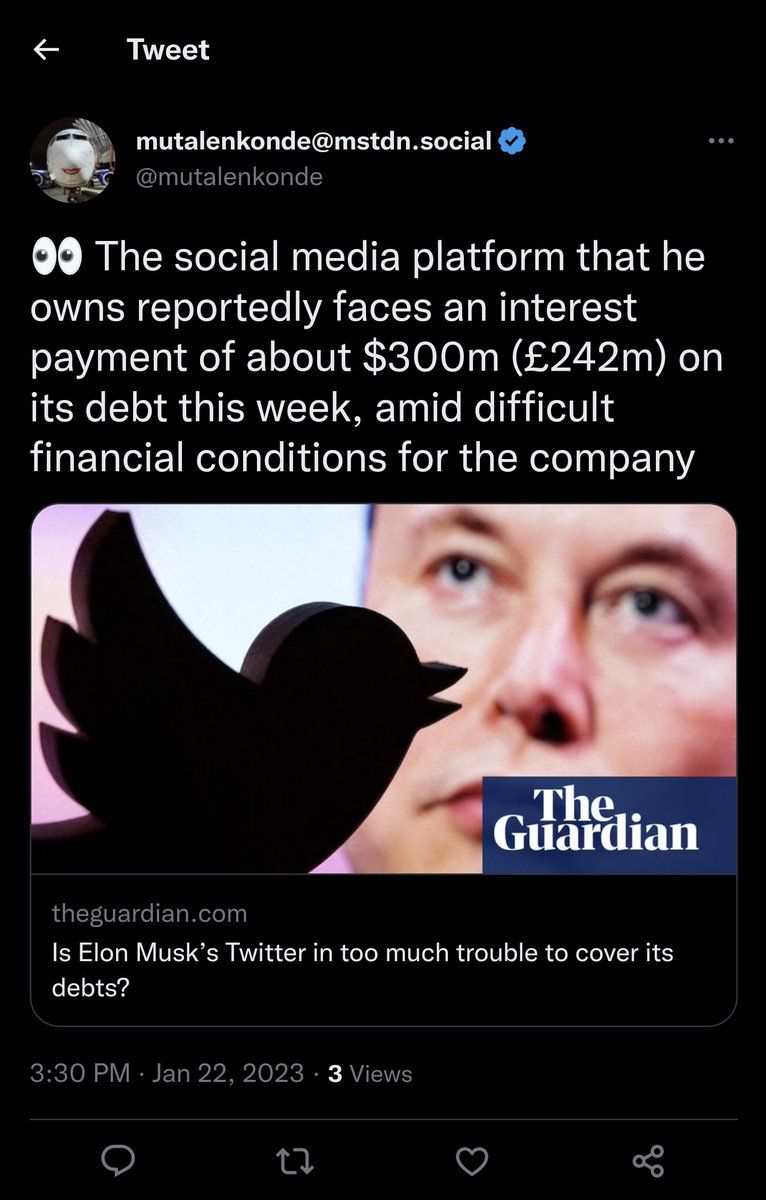 Tweet
mutalenkonde@mstdn.social
@mutalenkonde
👀 The social media platform that he
owns reportedly faces an interest
payment of about $300m (£242m) on
its debt this week, amid difficult
financial conditions for the company
The
Guardian
theguardian.com
Is Elon Musk’s Twitter in too much trouble to cover its
debts?
3:30 PM · Jan 22, 2023 · 3 Views